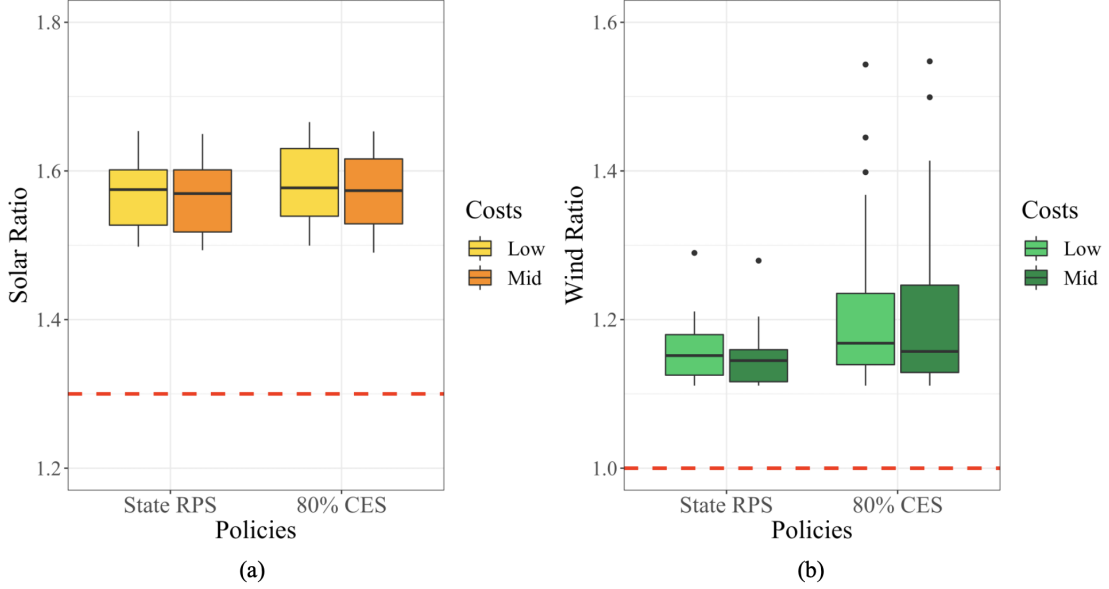 1.8
1.6
1.4
1.2
Solar Ratio
State RPS
80% CES
Policies
Costs
Low
Mid
(a)
1.6
1.4
1.2
1.0
Wind Ratio
State RPS
80% CES
Policies
Costs
Low
Mid
(b)